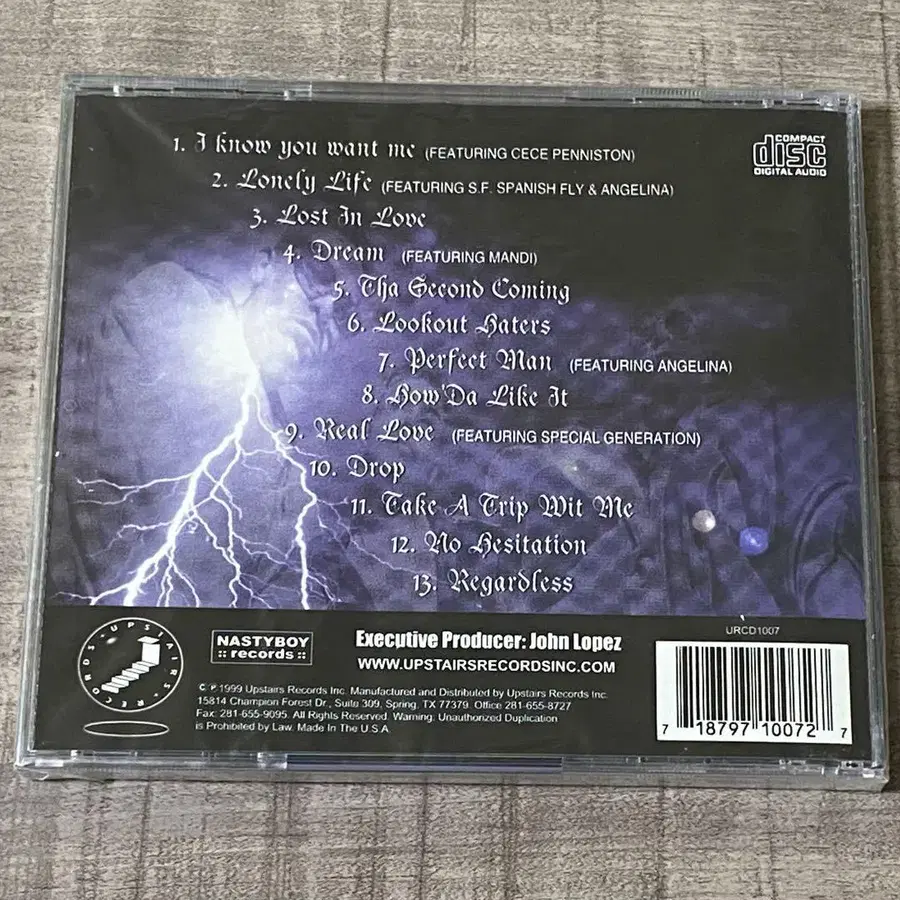 1. I know you want me (FEATURING CECE PENNISTON)
2. Lonely Life (FEATURING S.F. SPANISH FLY & ANGELINA)
3. Lost In Love
4. Dream (FEATURING MANDI)
5. Tha Second Coming
6. Lookout Haters
7. Perfect Man (FEATURING ANGELINA)
8. How'Da Like It
9. Real Love (FEATURING SPECIAL GENERATION)
10. Drop
11. Take A Trip Wit Me
12. No Hesitation
13. Regardless
COMPACT
disc
DIGITAL AUDIO
UPSTAIRS RECORDS
NASTYBOY
:: records ::
Executive Producer: John Lopez
WWW.UPSTAIRSRECORDSINC.COM
© ℗ 1999 Upstairs Records Inc. Manufactured and Distributed by Upstairs Records Inc.
15814 Champion Forest Dr., Suite 309, Spring, TX 77379. Office 281-655-8727
Fax: 281-655-9095. All Rights Reserved. Warning: Unauthorized Duplication
is Prohibited by Law. Made In The U.S.A.
URCD1007
7 18797 10072 7